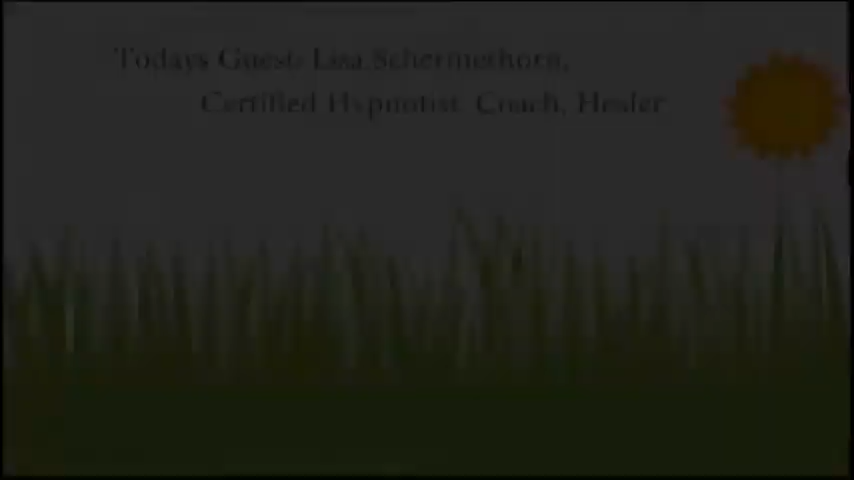 Todays Guest: Lisa Schermerhorn,
Certified Hypnotist, Coach, Healer